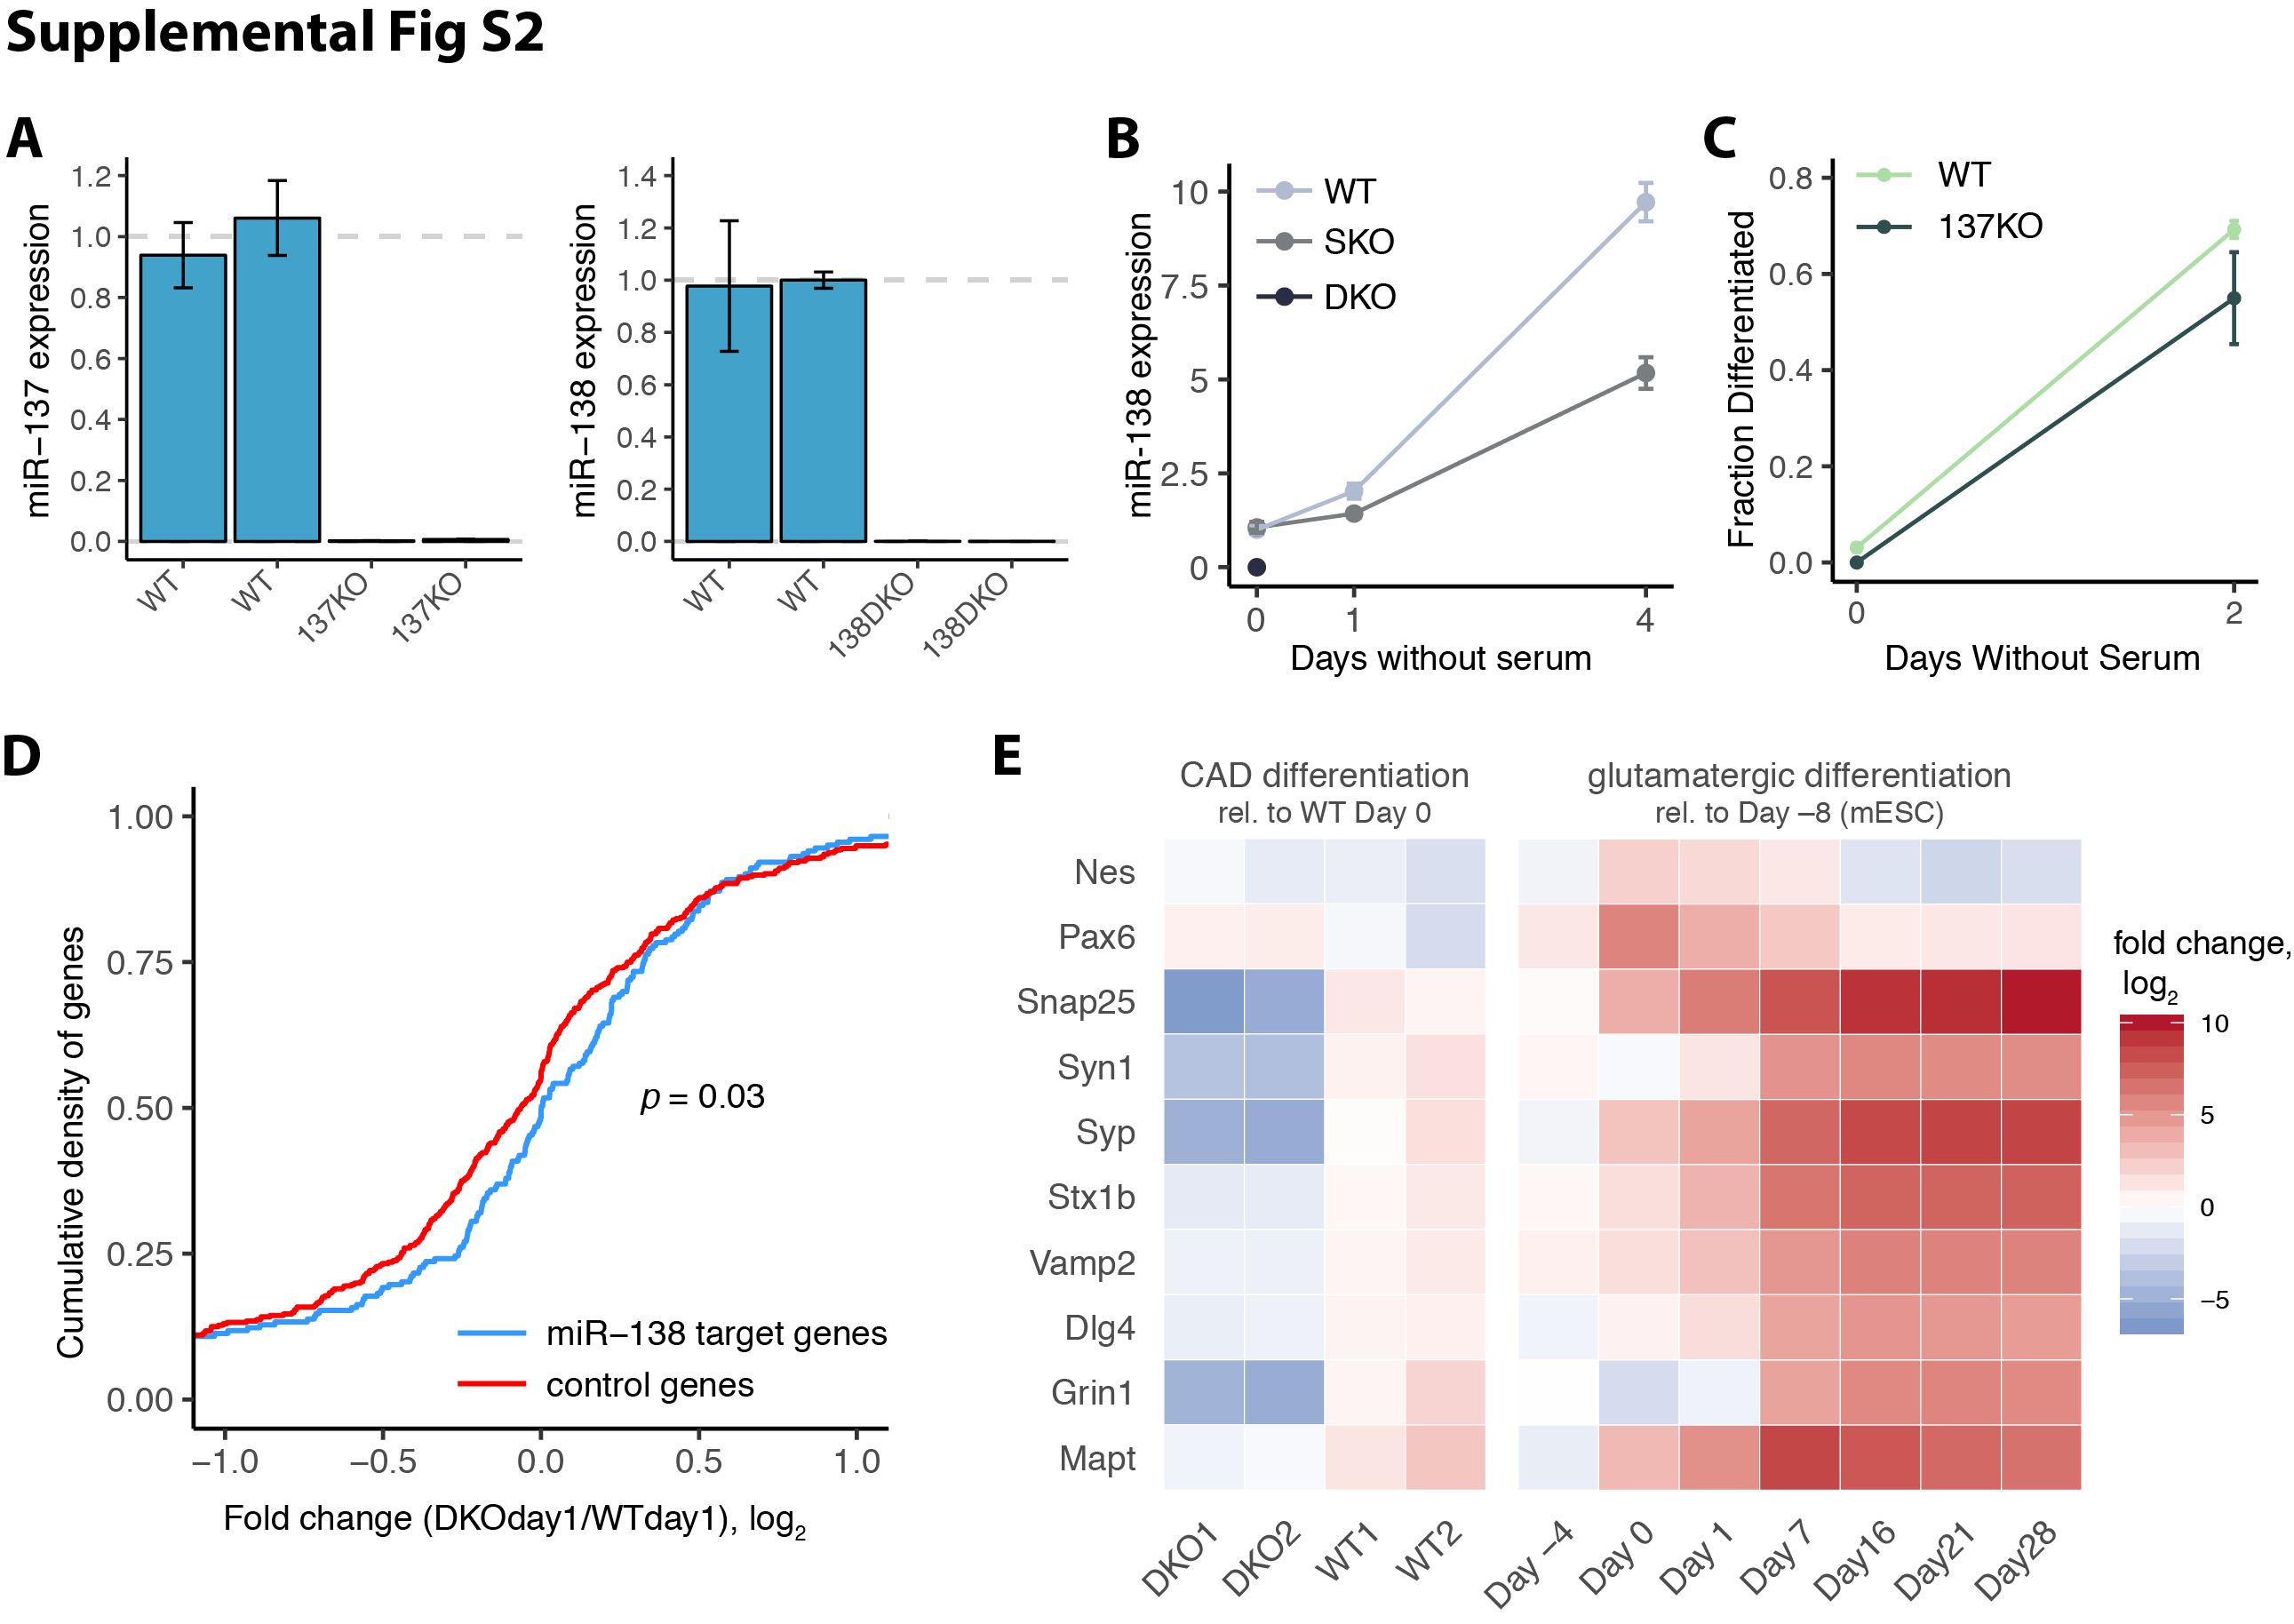 Supplemental Fig S2
A
miR−137 expression
1.2
1.0
0.8
0.6
0.4
0.2
0.0
WT
WT
137KO
137KO
miR−138 expression
1.4
1.2
1.0
0.8
0.6
0.4
0.2
0.0
WT
WT
138DKO
138DKO
B
miR-138 expression
10
7.5
5
2.5
0
WT
SKO
DKO
0
1
4
Days without serum
C
Fraction Differentiated
0.8
0.6
0.4
0.2
0.0
WT
137KO
0
2
Days Without Serum
D
Cumulative density of genes
1.00
0.75
0.50
0.25
0.00
p = 0.03
miR−138 target genes
control genes
−1.0
−0.5
0.0
0.5
1.0
Fold change (DKOday1/WTday1), log2
E
CAD differentiation
rel. to WT Day 0
glutamatergic differentiation
rel. to Day −8 (mESC)
Nes
Pax6
Snap25
Syn1
Syp
Stx1b
Vamp2
Dlg4
Grin1
Mapt
DKO1
DKO2
WT1
WT2
Day −4
Day 0
Day 1
Day 7
Day16
Day21
Day28
fold change,
log2
10
5
0
−5